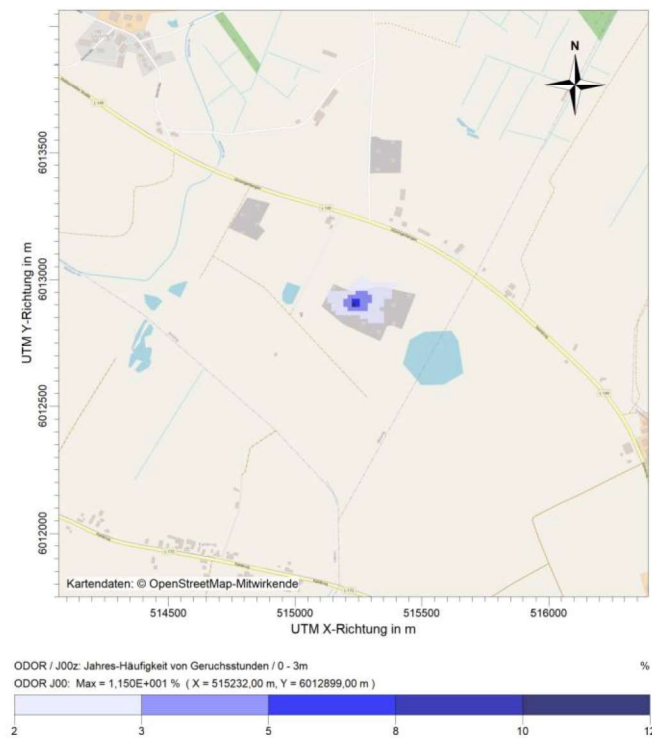 N
UTM Y-Richtung in m
6013500
6013000
6012500
6012000
L 108
Kartendaten: © OpenStreetMap-Mitwirkende
514500
515000
515500
516000
UTM X-Richtung in m
ODOR / J00z: Jahres-Häufigkeit von Geruchsstunden / 0 - 3m
%
ODOR J00: Max = 1,150E+001 % ( X = 515232,00 m, Y = 6012899,00 m )
2
3
5
8
10
12